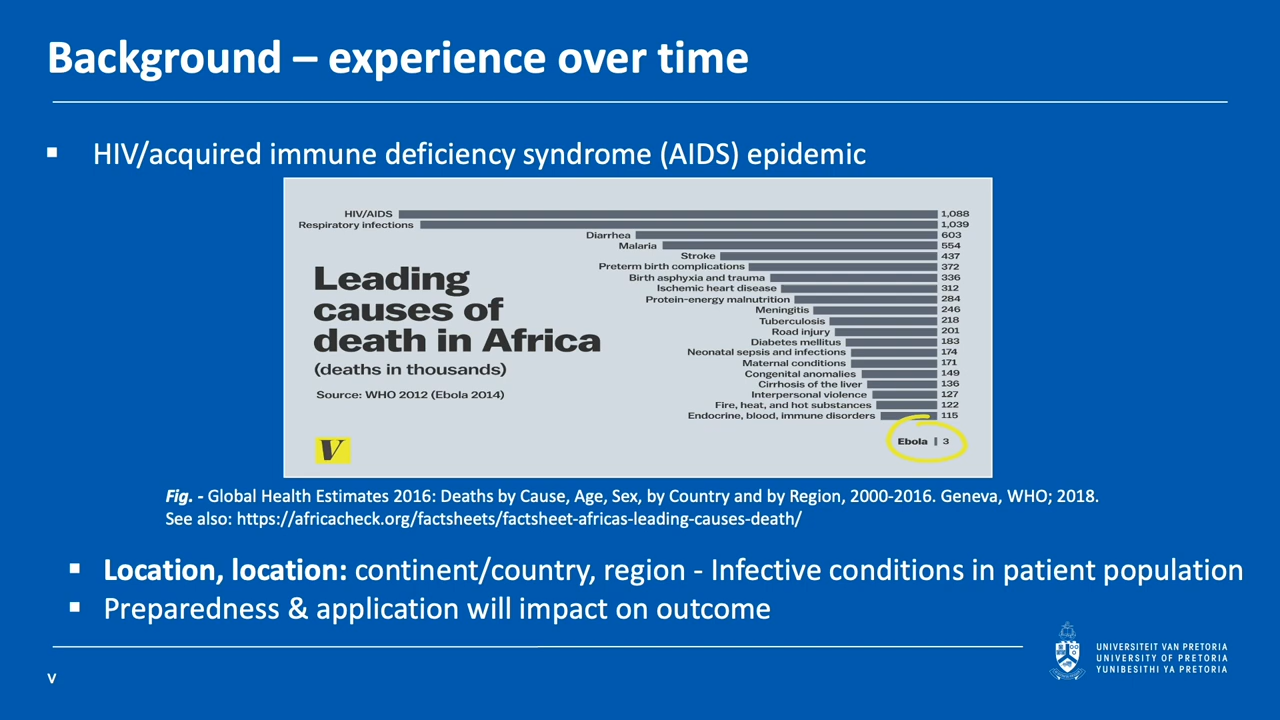 Background – experience over time
▪ HIV/acquired immune deficiency syndrome (AIDS) epidemic
HIV/AIDS 1,088
Respiratory infections 1,039
Diarrhea 603
Malaria 554
Stroke 437
Preterm birth complications 372
Birth asphyxia and trauma 336
Ischemic heart disease 312
Protein-energy malnutrition 284
Meningitis 246
Tuberculosis 218
Road injury 201
Diabetes mellitus 183
Neonatal sepsis and infections 174
Maternal conditions 171
Congenital anomalies 149
Cirrhosis of the liver 136
Interpersonal violence 127
Fire, heat, and hot substances 122
Endocrine, blood, immune disorders 115
Ebola 3
Leading
causes of
death in Africa
(deaths in thousands)
Source: WHO 2012 (Ebola 2014)
V
Fig. - Global Health Estimates 2016: Deaths by Cause, Age, Sex, by Country and by Region, 2000-2016. Geneva, WHO; 2018.
See also: https://africacheck.org/factsheets/factsheet-africas-leading-causes-death/
▪ Location, location: continent/country, region - Infective conditions in patient population
▪ Preparedness & application will impact on outcome
UNIVERSITEIT VAN PRETORIA
UNIVERSITY OF PRETORIA
YUNIBESITHI YA PRETORIA
V